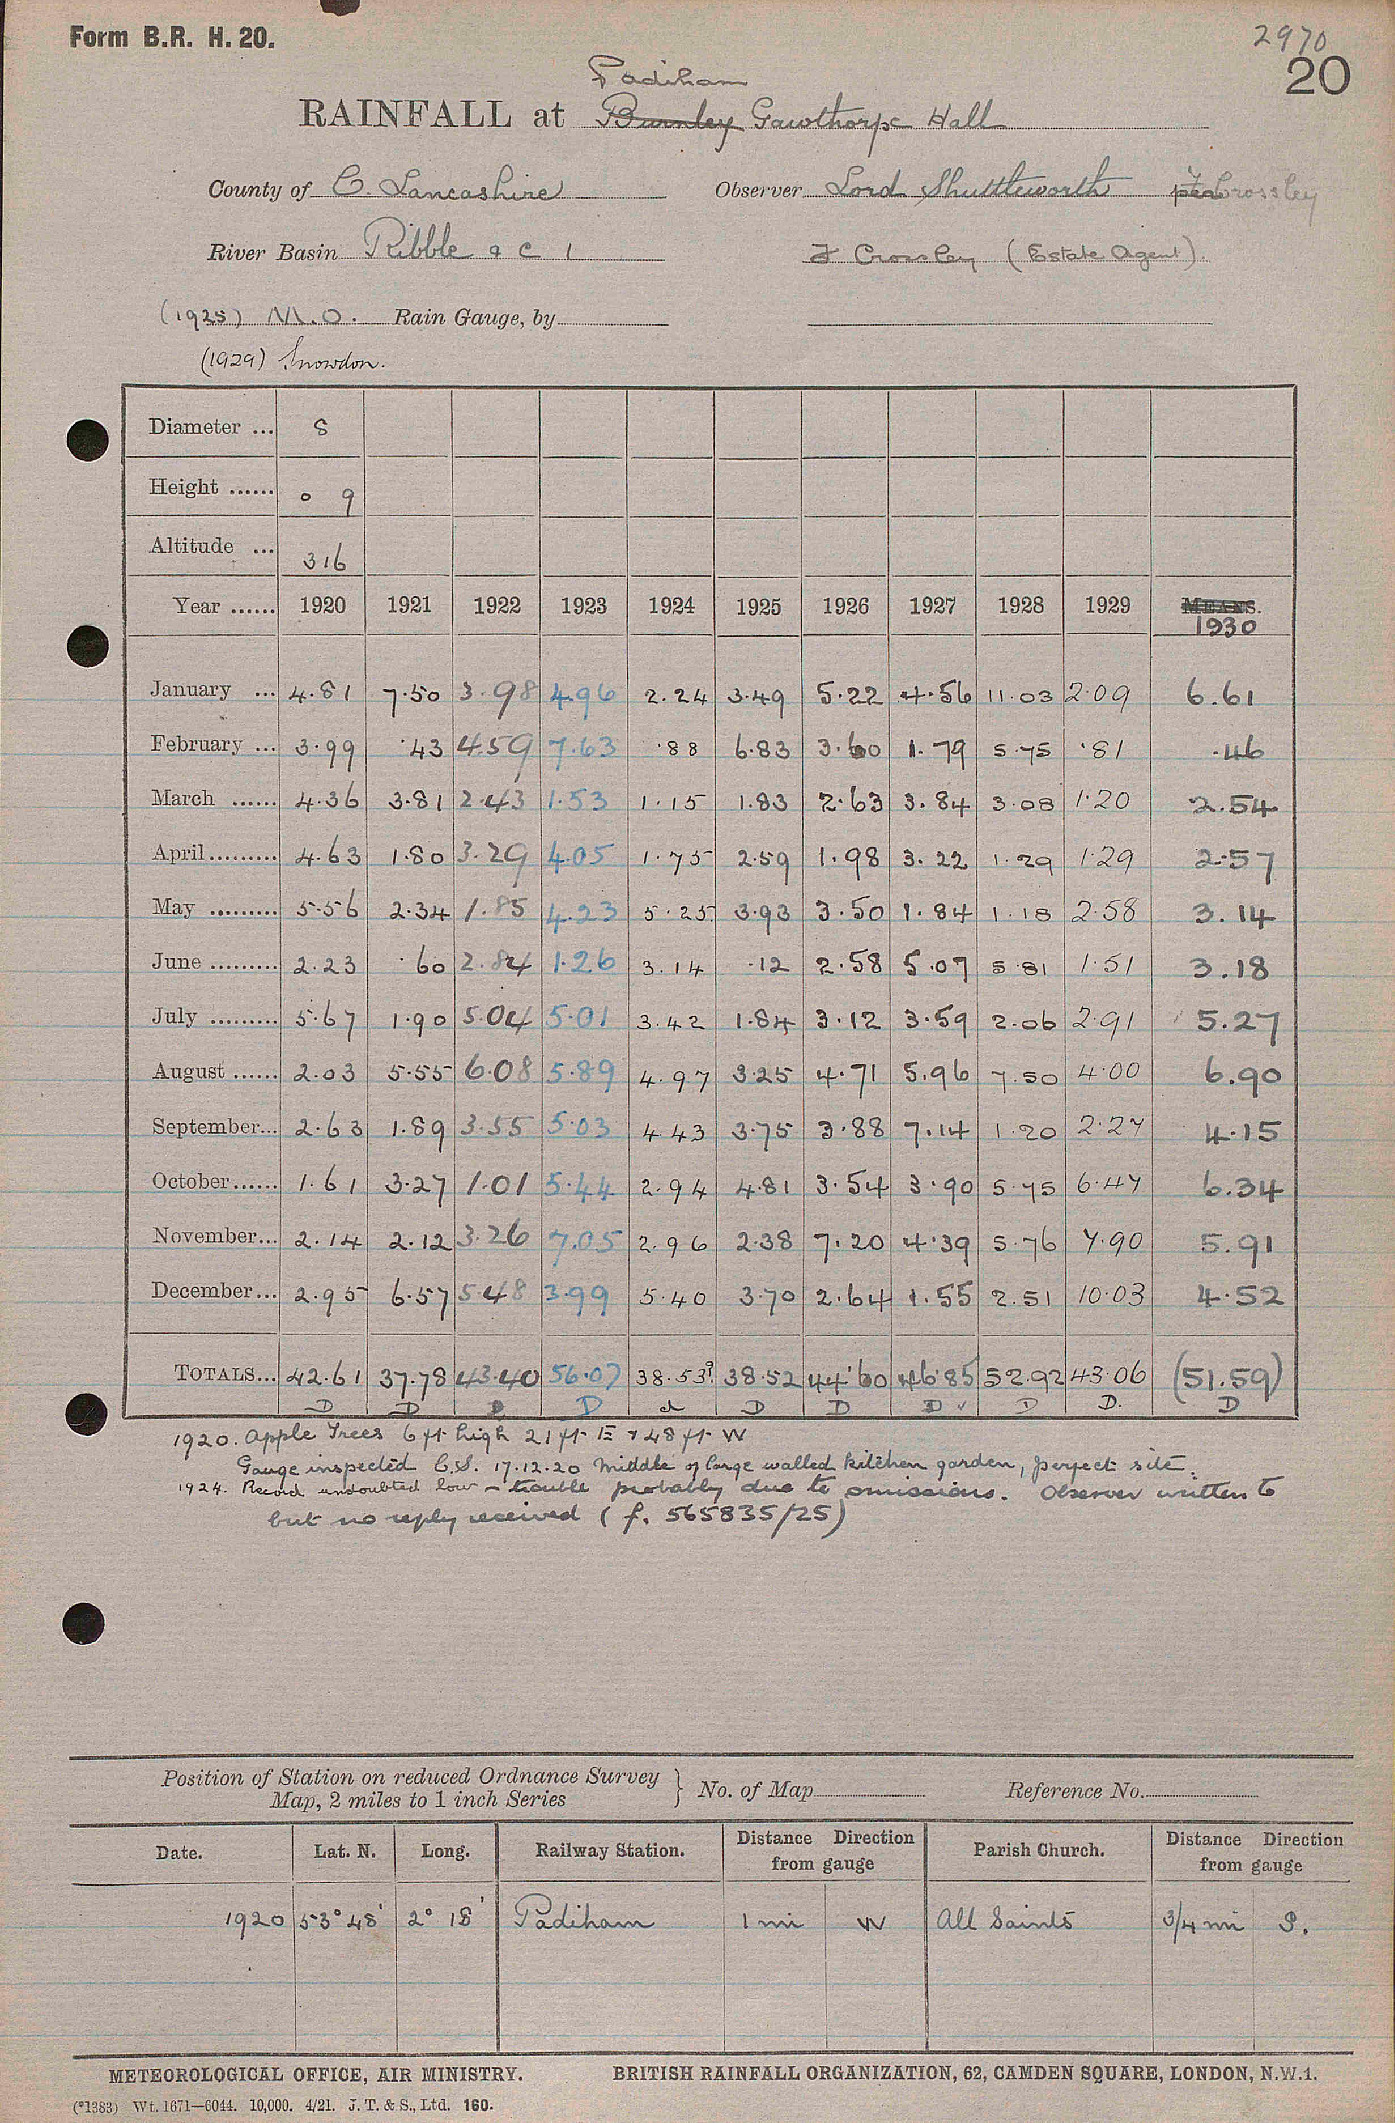 Form B.R. H. 20.
2970
20
Padiham
RAINFALL at Burnley Gawthorpe Hall
County of C. Lancashire Observer Lord Shuttleworth per Crossley
River Basin Ribble &c 1 F Crossley (Estate Agent).
(1925) M.O. Rain Gauge, by
(1929) Snowdon.
Diameter ... 8
Height ...... 0 9
Altitude ... 316
Year ...... 1920 1921 1922 1923 1924 1925 1926 1927 1928 1929 MEANS.
1930
January ... 4.81 7.50 3.98 4.96 2.24 3.49 5.22 4.56 11.03 2.09 6.61
February ... 3.99 .43 4.59 7.63 .88 6.83 3.60 1.79 5.75 .81 .46
March ...... 4.36 3.81 2.43 1.53 1.15 1.83 2.63 3.84 3.08 1.20 2.54
April ......... 4.63 1.80 3.29 4.05 1.75 2.59 1.98 3.22 1.29 1.29 2.57
May ......... 5.56 2.34 1.85 4.23 5.25 3.93 3.50 1.84 1.18 2.58 3.14
June ......... 2.23 .60 2.84 1.26 3.14 .12 2.58 5.07 5.81 1.51 3.18
July ......... 5.67 1.90 5.04 5.01 3.42 1.84 3.12 3.59 2.06 2.91 5.27
August ...... 2.03 5.55 6.08 5.89 4.97 3.25 4.71 5.96 7.50 4.00 6.90
September... 2.63 1.89 3.55 5.03 4.43 3.75 3.88 7.14 1.20 2.27 4.15
October...... 1.61 3.27 1.01 5.44 2.94 4.81 3.54 3.90 5.75 6.47 6.34
November... 2.14 2.12 3.26 7.05 2.96 2.38 7.20 4.39 5.76 7.90 5.91
December... 2.95 6.57 5.48 3.99 5.40 3.70 2.64 1.55 2.51 10.03 4.52
TOTALS... 42.61 37.78 43.40 56.07 38.53? 38.52 44.60 46.85 52.92 43.06 (51.59)
D D D D d D D D ✓ D D. D
1920. Apple Trees 6 ft high 21 ft E & 48 ft W
Gauge inspected C.S. 17.12.20 Middle of large walled kitchen garden, perfect site.
1924. Record undoubted low – trouble probably due to omissions. Observer written to
but no reply received (f. 565835/25)
Position of Station on reduced Ordnance Survey
Map, 2 miles to 1 inch Series } No. of Map Reference No.
Date. Lat. N. Long. Railway Station. Distance Direction from gauge Parish Church. Distance Direction from gauge
1920 53° 48' 2° 18' Padiham 1 mi W All Saints 3/4 mi S.
METEOROLOGICAL OFFICE, AIR MINISTRY. BRITISH RAINFALL ORGANIZATION, 62, CAMDEN SQUARE, LONDON, N.W.1.
(*1383) Wt. 1671—6044. 10,000. 4/21. J. T. & S., Ltd. 160.